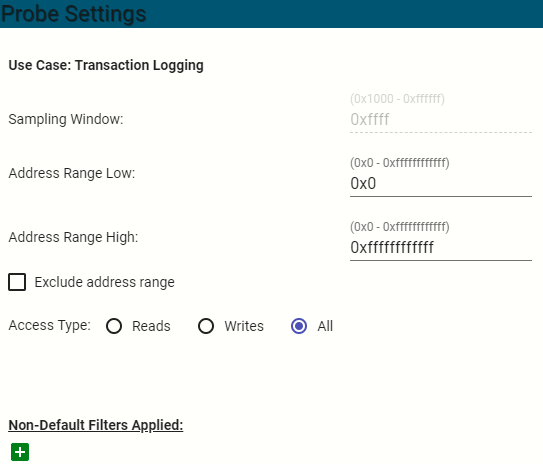 Probe Settings
Use Case: Transaction Logging
(0x1000 - 0xffffff)
Sampling Window: 0xffff
(0x0 - 0xffffffffffff)
Address Range Low: 0x0
(0x0 - 0xffffffffffff)
Address Range High: 0xffffffffffff
Exclude address range
Access Type: Reads Writes All
Non-Default Filters Applied: